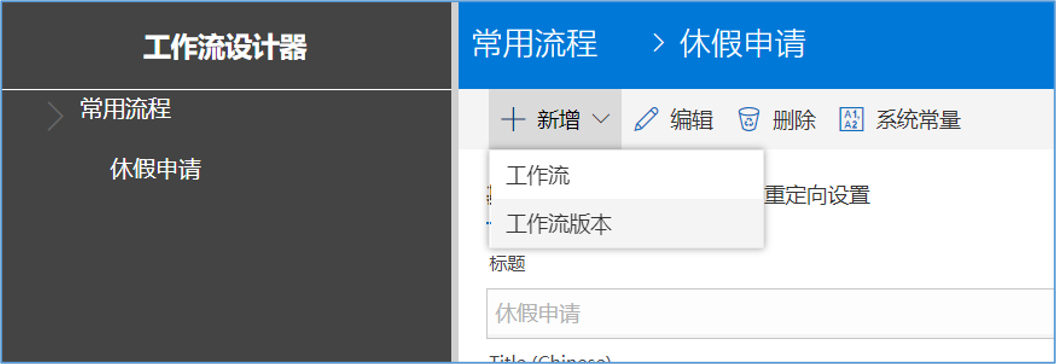 工作流设计器
常用流程
休假申请
常用流程 > 休假申请
新增 编辑 删除 系统常量
工作流
重定向设置
工作流版本
标题
休假申请
Title (Chinese)